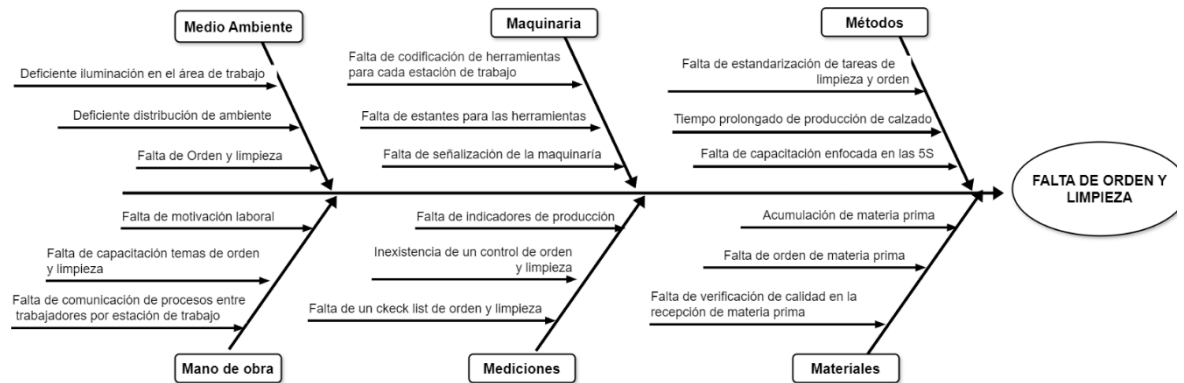 Medio Ambiente
Maquinaria
Métodos
Deficiente iluminación en el área de trabajo
Deficiente distribución de ambiente
Falta de Orden y limpieza
Falta de codificación de herramientas
para cada estación de trabajo
Falta de estantes para las herramientas
Falta de señalización de la maquinaría
Falta de estandarización de tareas de
limpieza y orden
Tiempo prolongado de producción de calzado
Falta de capacitación enfocada en las 5S
FALTA DE ORDEN Y
LIMPIEZA
Falta de motivación laboral
Falta de capacitación temas de orden
y limpieza
Falta de comunicación de procesos entre
trabajadores por estación de trabajo
Falta de indicadores de producción
Inexistencia de un control de orden
y limpieza
Falta de un ckeck list de orden y limpieza
Acumulación de materia prima
Falta de orden de materia prima
Falta de verificación de calidad en la
recepción de materia prima
Mano de obra
Mediciones
Materiales